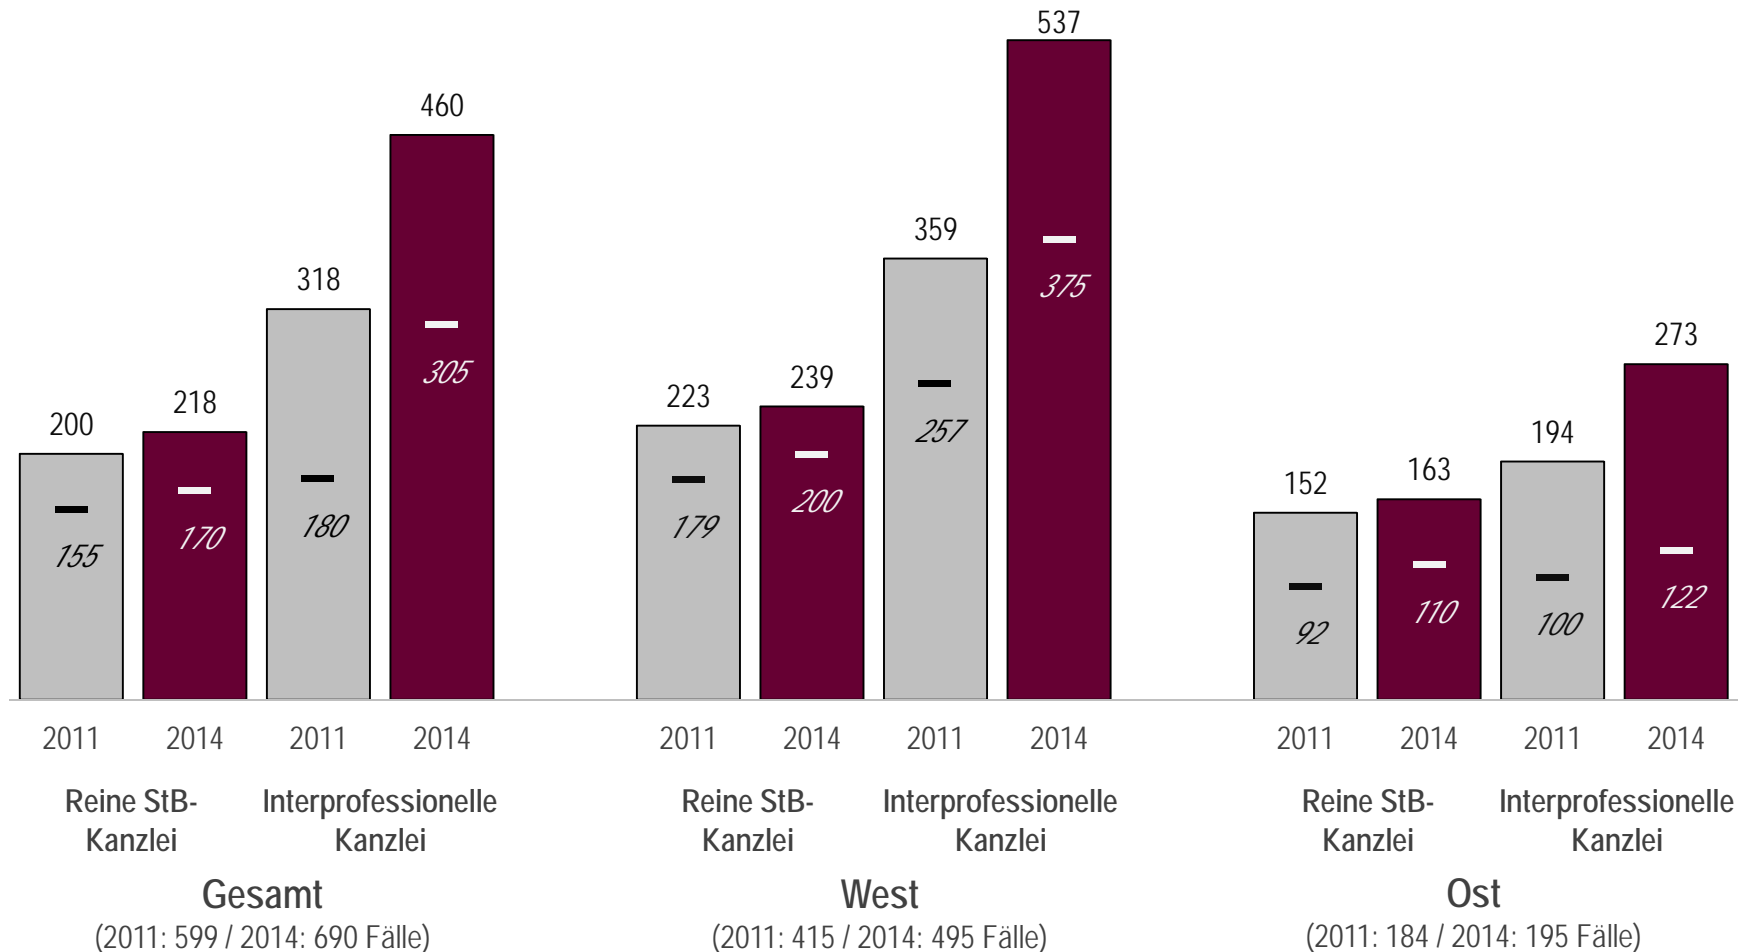 537
460
359
318
273
239
223
218
200
194
163
152
375
305
257
200
179
180
170
155
122
110
100
92
2011 2014 2011 2014 2011 2014 2011 2014 2011 2014 2011 2014
Reine StB-
Kanzlei
Interprofessionelle
Kanzlei
Reine StB-
Kanzlei
Interprofessionelle
Kanzlei
Reine StB-
Kanzlei
Interprofessionelle
Kanzlei
Gesamt
(2011: 599 / 2014: 690 Fälle)
West
(2011: 415 / 2014: 495 Fälle)
Ost
(2011: 184 / 2014: 195 Fälle)